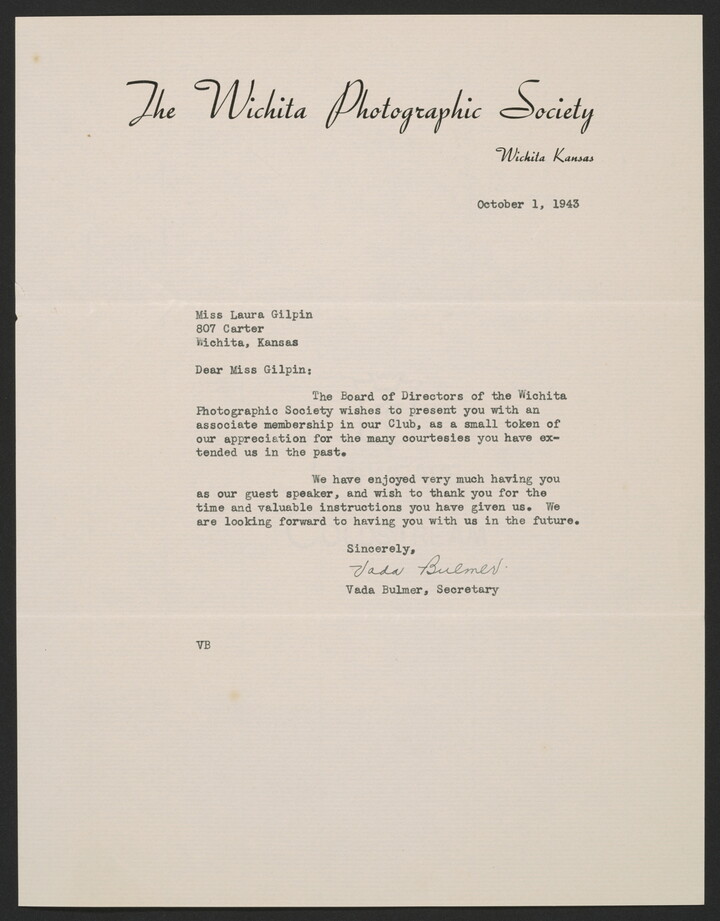 The Wichita Photographic Society
Wichita Kansas
October 1, 1943
Miss Laura Gilpin
807 Carter
Wichita, Kansas
Dear Miss Gilpin:
The Board of Directors of the Wichita
Photographic Society wishes to present you with an
associate membership in our Club, as a small token of
our appreciation for the many courtesies you have ex-
tended us in the past.
We have enjoyed very much having you
as our guest speaker, and wish to thank you for the
time and valuable instructions you have given us. We
are looking forward to having you with us in the future.
Sincerely,
Vada Bulmer.
Vada Bulmer, Secretary
VB